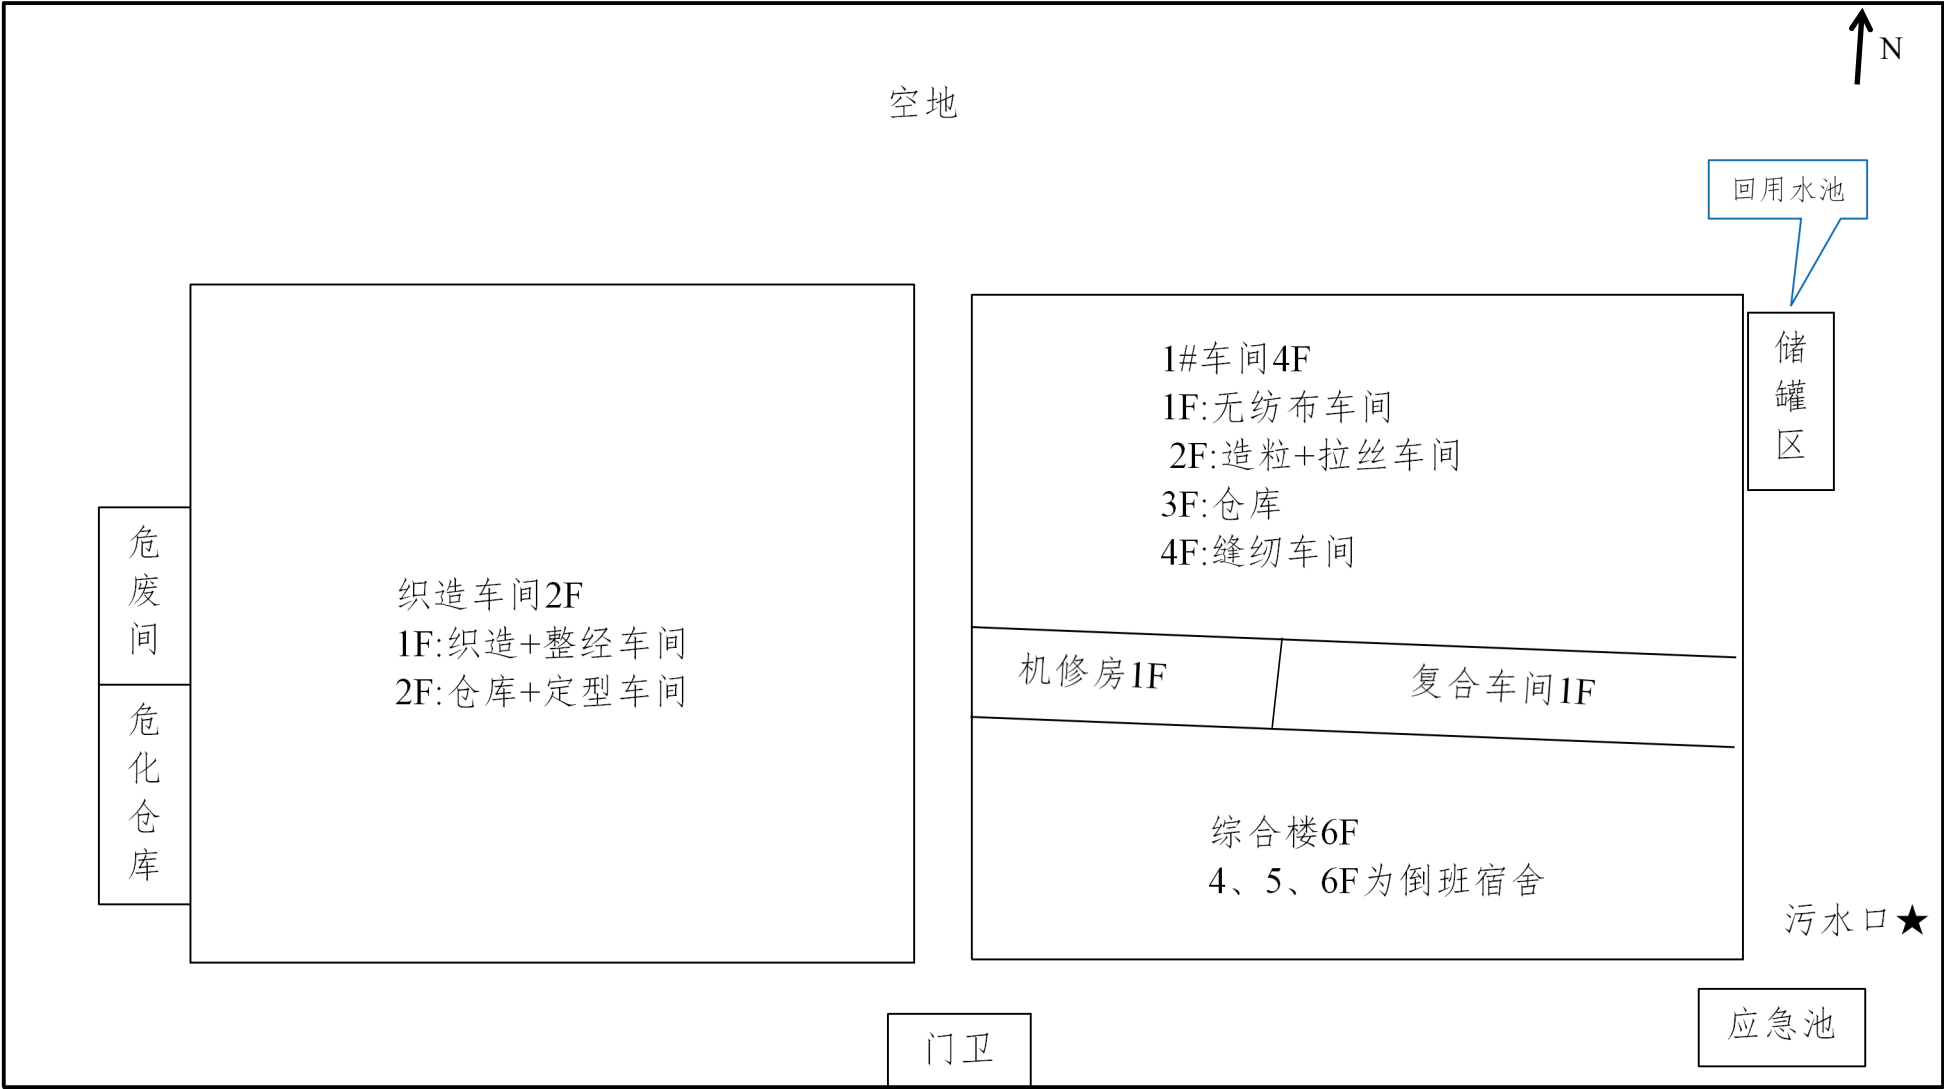 N
空地
回用水池
储罐区
1#车间4F
1F:无纺布车间
2F:造粒+拉丝车间
3F:仓库
4F:缝纫车间
危废间
织造车间2F
1F:织造+整经车间
2F:仓库+定型车间
机修房1F
复合车间1F
危化仓库
综合楼6F
4、5、6F为倒班宿舍
污水口★
应急池
门卫